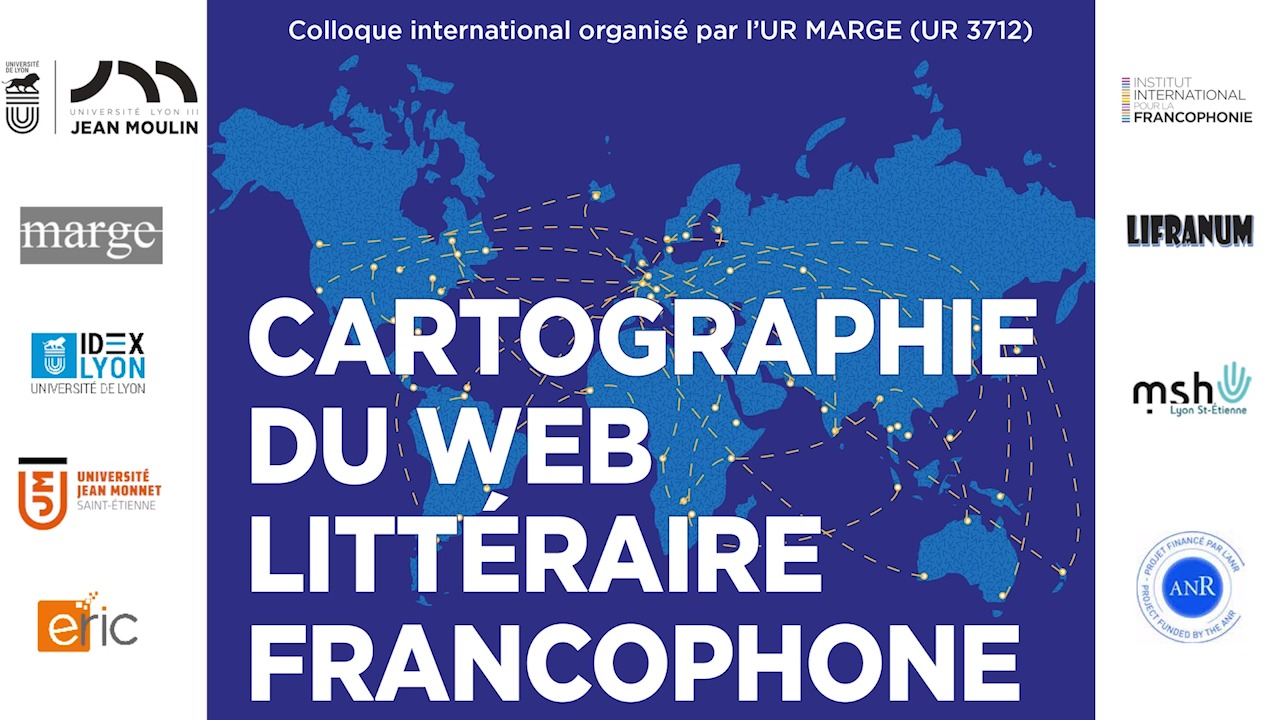 Colloque international organisé par l'UR MARGE (UR 3712)
CARTOGRAPHIE
DU WEB
LITTÉRAIRE
FRANCOPHONE
UNIVERSITÉ
DE LYON
UNIVERSITÉ LYON III
JEAN MOULIN
marge
IDEX
LYON
UNIVERSITÉ DE LYON
UNIVERSITÉ
JEAN MONNET
SAINT-ÉTIENNE
eric
INSTITUT
INTERNATIONAL
POUR LA
FRANCOPHONIE
LIFRANUM
msh
Lyon St-Étienne
PROJET FINANCÉ PAR L'ANR
ANR
PROJECT FUNDED BY THE ANR